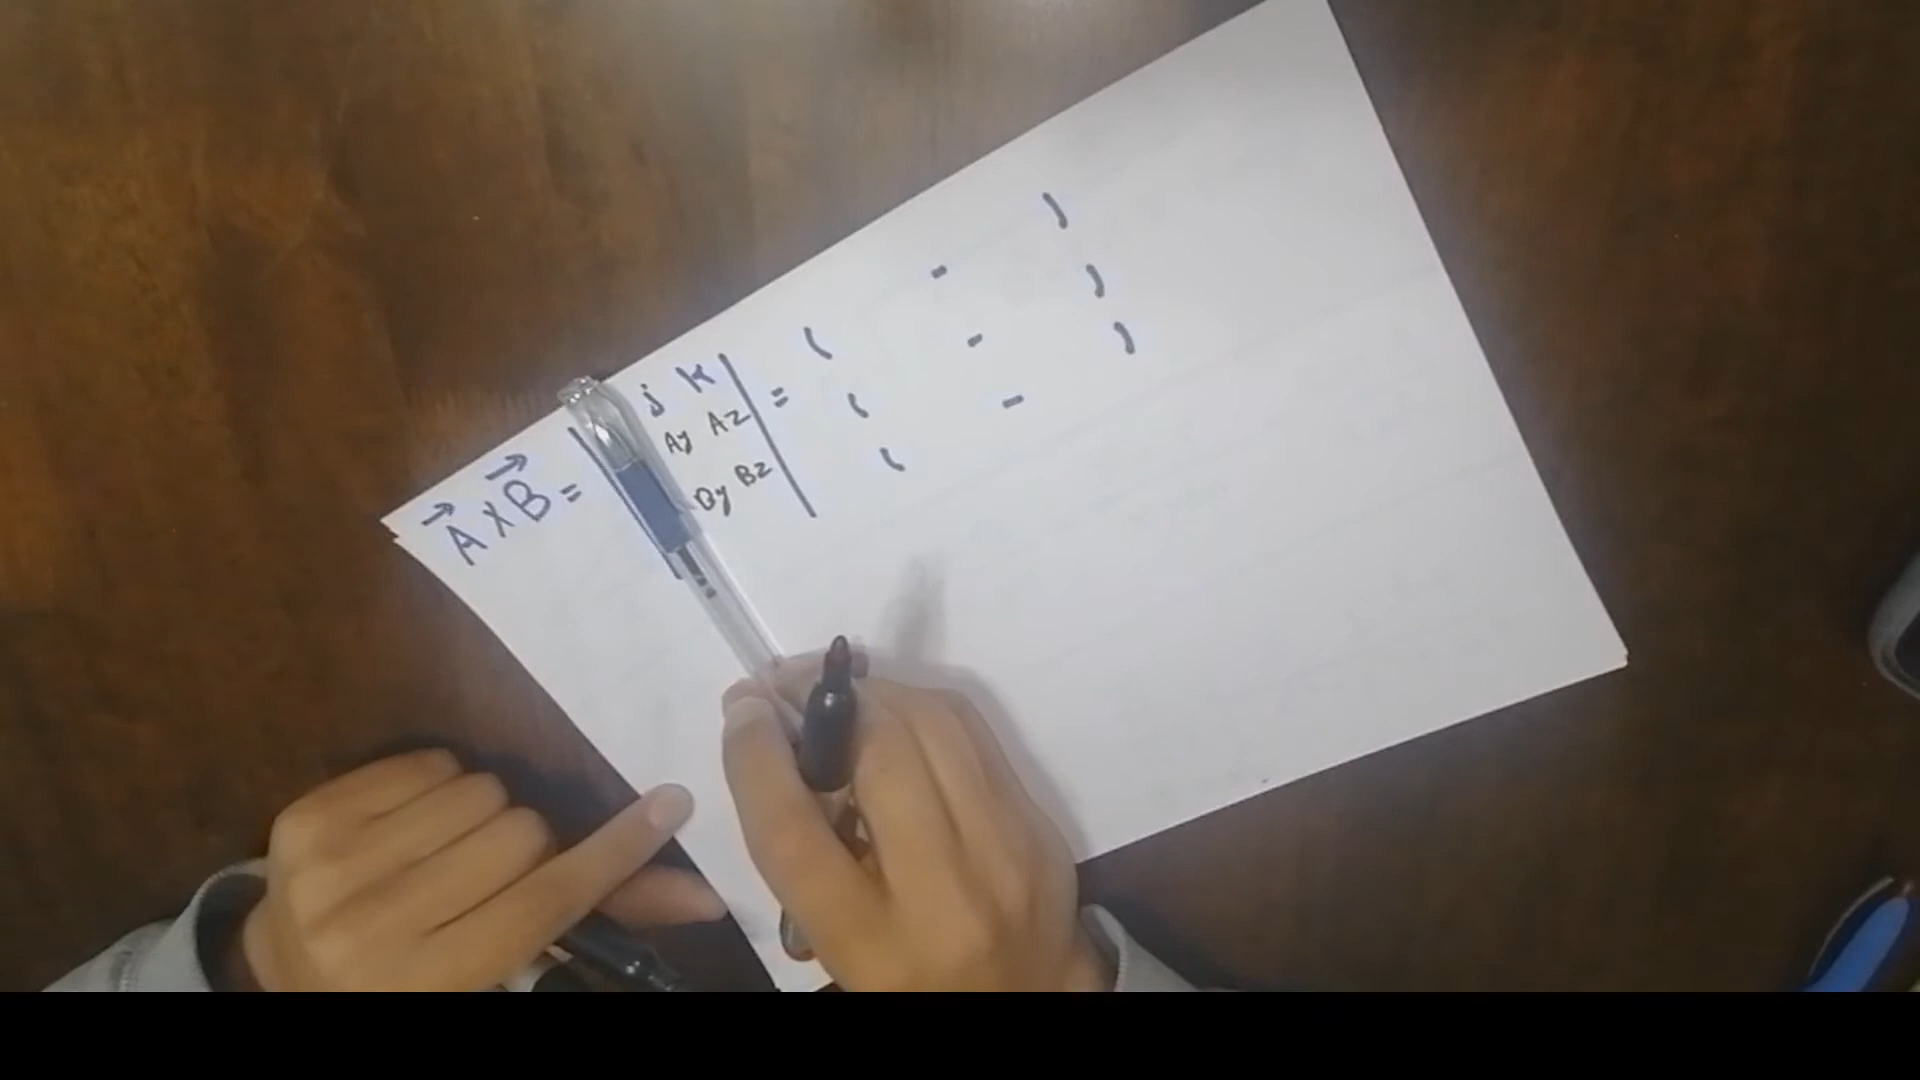 A×B = | j k | = ( - )
Ay Az ( - )
By Bz ( - )